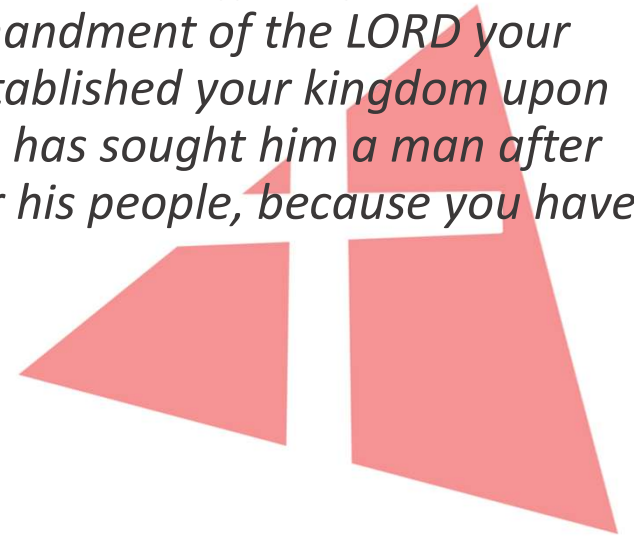 andment of the LORD your
tablished your kingdom upon
has sought him a man after
his people, because you have